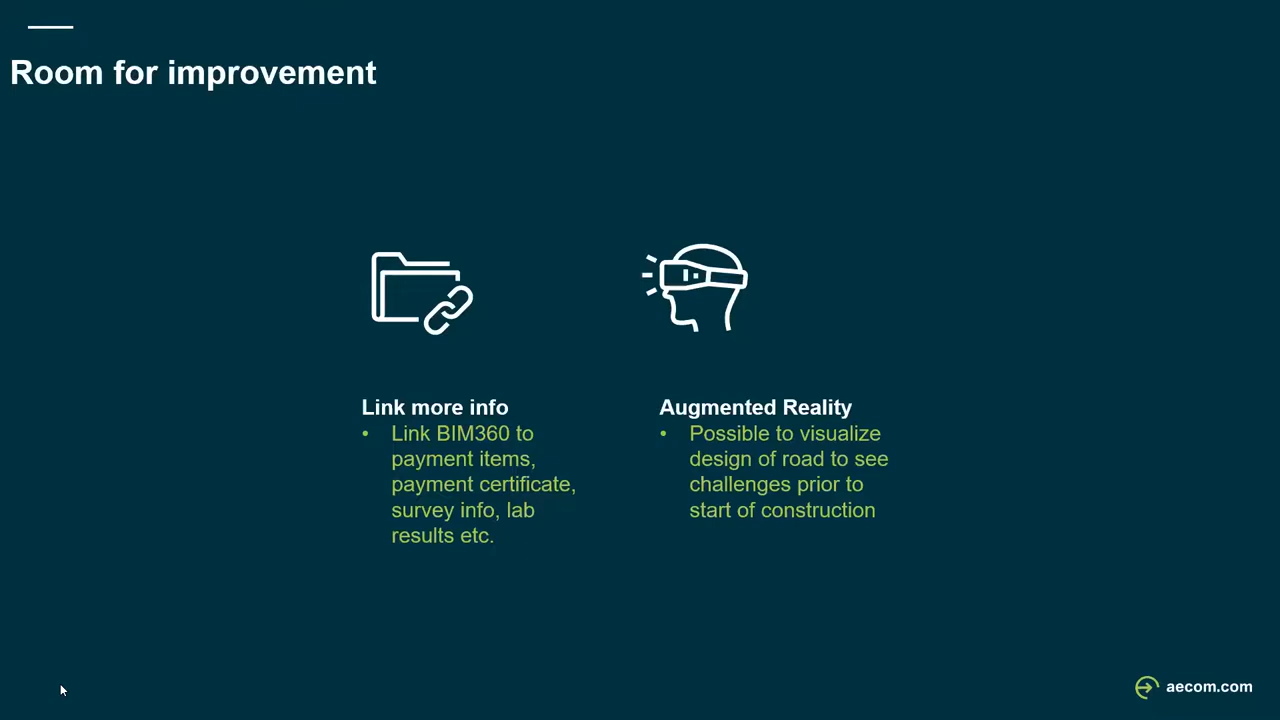 Room for improvement
Link more info
• Link BIM360 to
payment items,
payment certificate,
survey info, lab
results etc.
Augmented Reality
• Possible to visualize
design of road to see
challenges prior to
start of construction
aecom.com